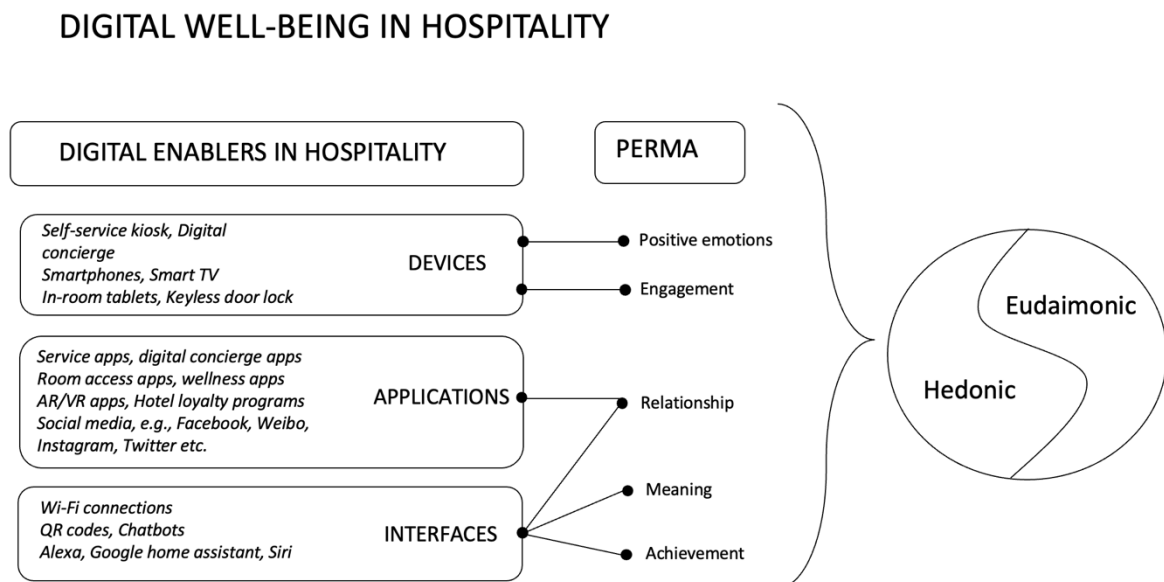 DIGITAL WELL-BEING IN HOSPITALITY
DIGITAL ENABLERS IN HOSPITALITY
PERMA
Self-service kiosk, Digital
concierge
Smartphones, Smart TV
In-room tablets, Keyless door lock
DEVICES
Positive emotions
Engagement
Service apps, digital concierge apps
Room access apps, wellness apps
AR/VR apps, Hotel loyalty programs
Social media, e.g., Facebook, Weibo,
Instagram, Twitter etc.
APPLICATIONS
Relationship
Wi-Fi connections
QR codes, Chatbots
Alexa, Google home assistant, Siri
INTERFACES
Meaning
Achievement
Eudaimonic
Hedonic